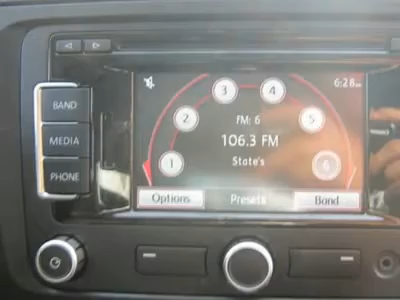 BAND
MEDIA
PHONE
6:28
1
2
3
4
5
6
FM: 6
106.3 FM
State's
Options
Presets
Band